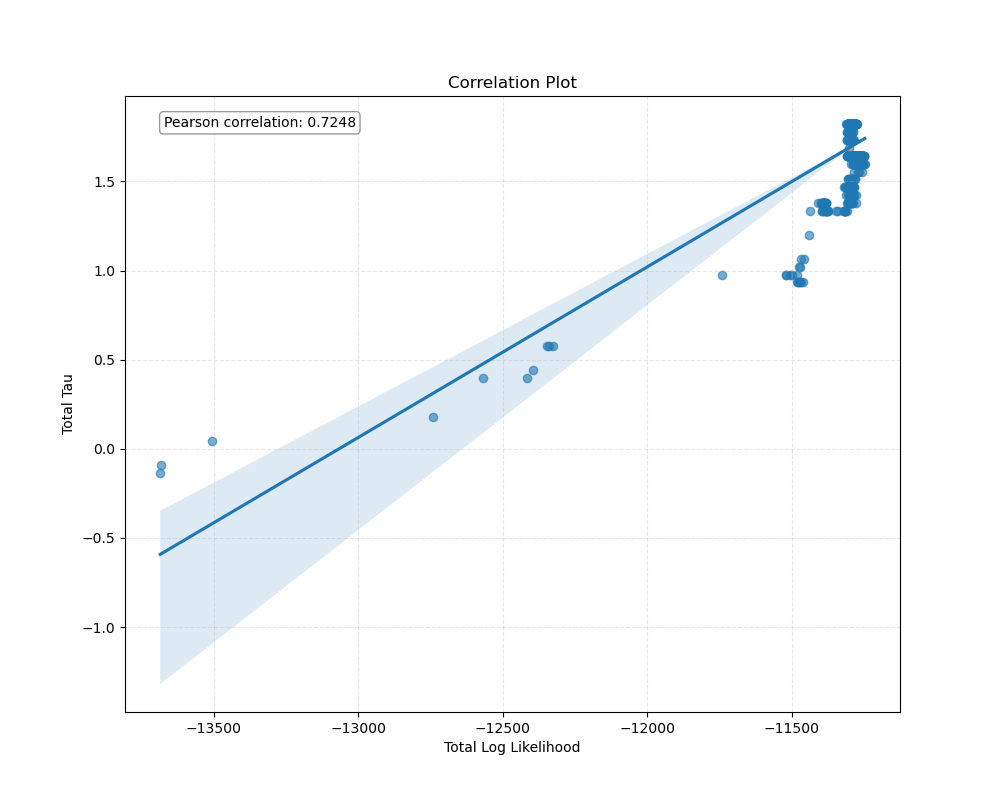 Correlation Plot
Pearson correlation: 0.7248
Total Tau
1.5
1.0
0.5
0.0
−0.5
−1.0
−13500
−13000
−12500
−12000
−11500
Total Log Likelihood